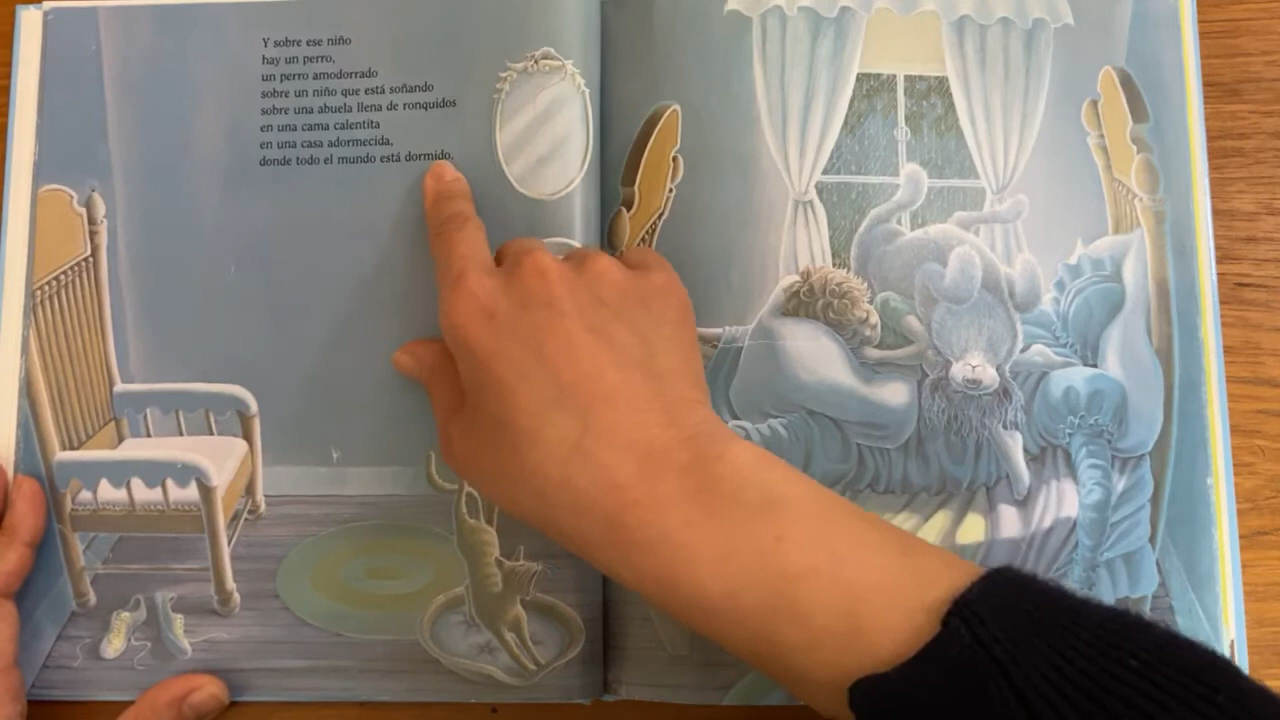 Y sobre ese niño
hay un perro,
un perro amodorrado
sobre un niño que está soñando
sobre una abuela llena de ronquidos
en una cama calentita
en una casa adormecida,
donde todo el mundo está dormido.